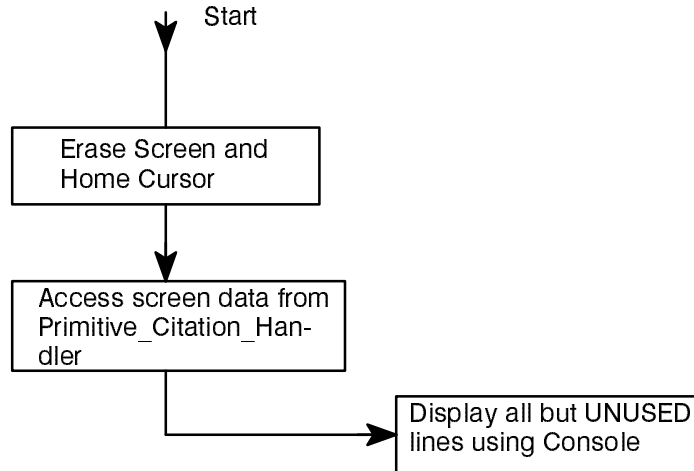 Start
Erase Screen and
Home Cursor
Access screen data from
Primitive_Citation_Han-
dler
Display all but UNUSED
lines using Console